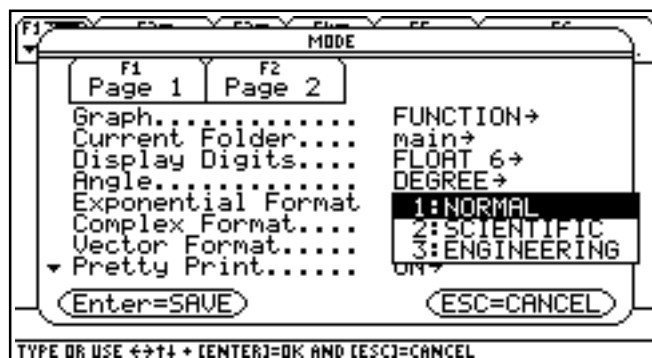 F1
MODE
F1 F2
Page 1 Page 2
Graph............. FUNCTION→
Current Folder.... main→
Display Digits.... FLOAT 6→
Angle............. DEGREE→
Exponential Format 1:NORMAL
Complex Format.... 2:SCIENTIFIC
Vector Format..... 3:ENGINEERING
Pretty Print...... ON→
Enter=SAVE ESC=CANCEL
TYPE OR USE ←→↑↓ + [ENTER]=OK AND [ESC]=CANCEL